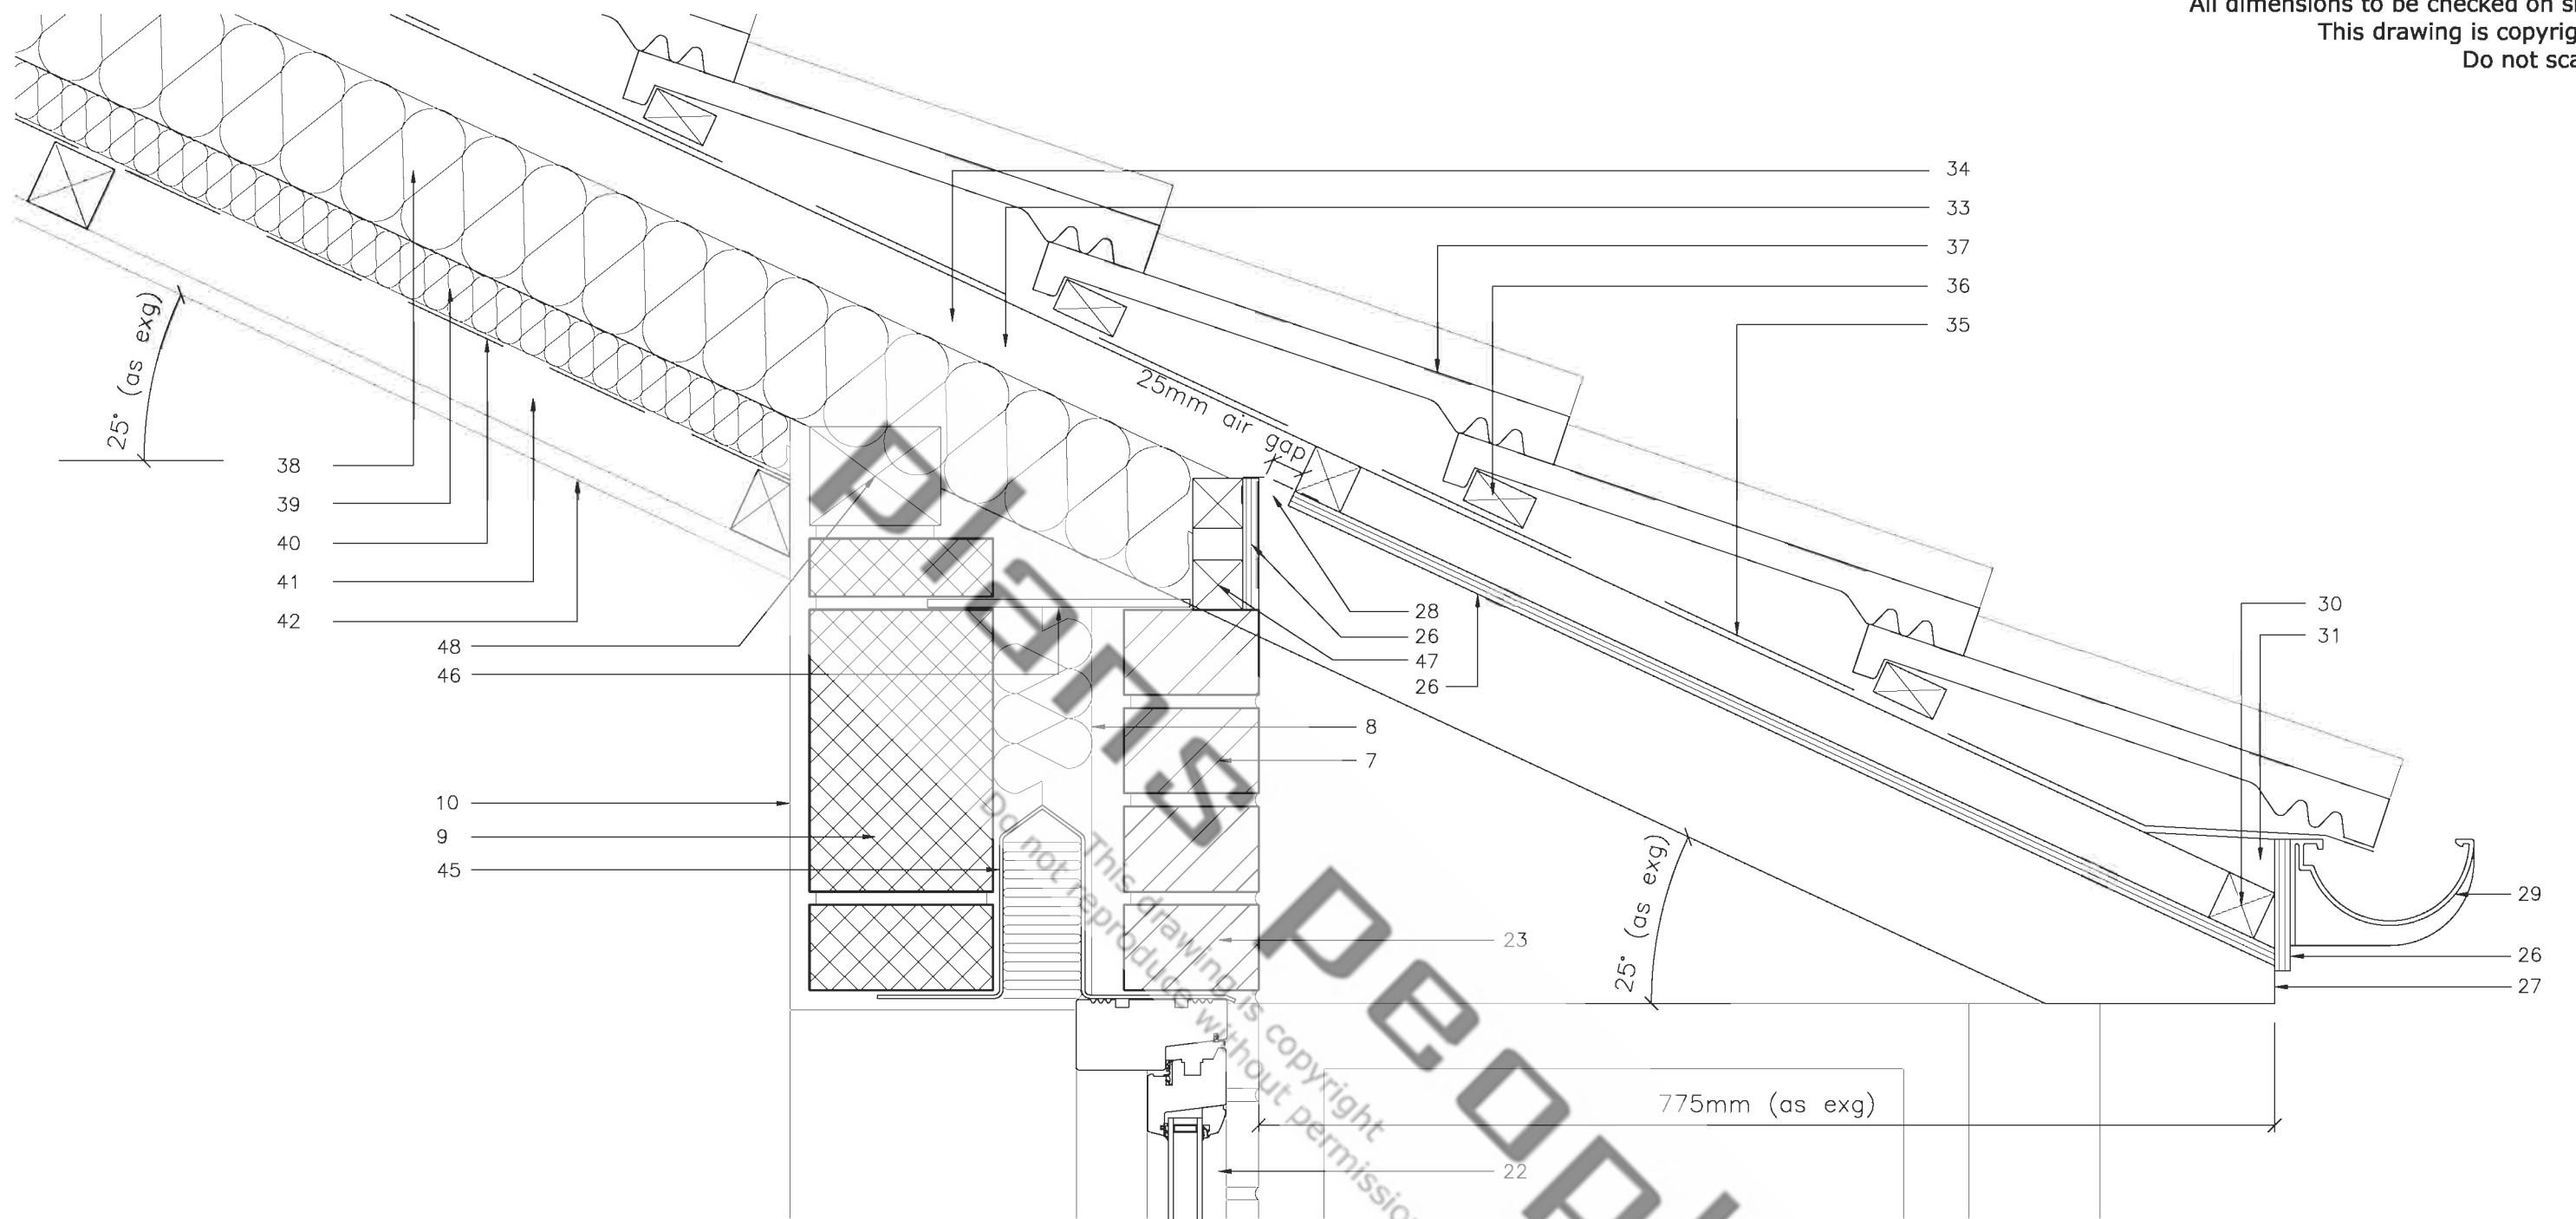 All dimensions to be checked on s
This drawing is copyrig
Do not sca
34
33
37
36
35
25mm air gap
25° (as exg)
38
39
40
41
42
48
46
28
26
47
26
30
31
8
7
10
9
45
23
25° (as exg)
29
26
27
775mm (as exg)
22
plans
peopl
This drawing is copyright
Do not reproduce without permission